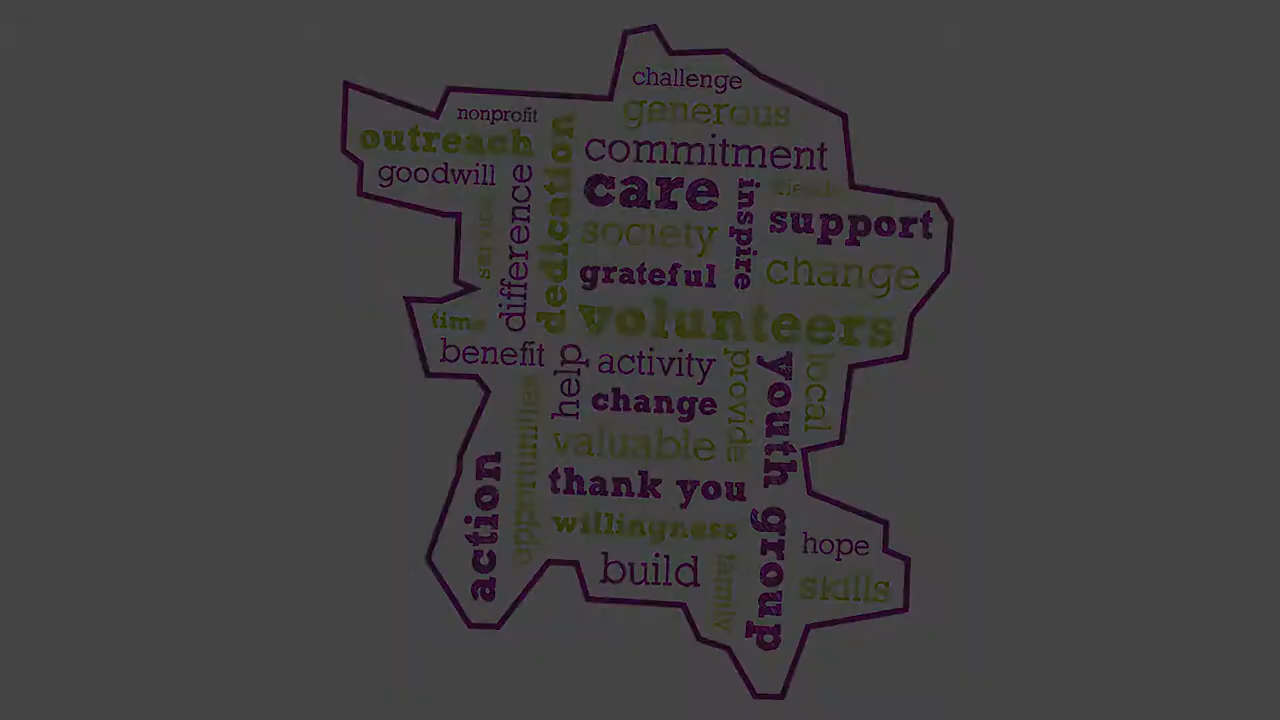 challenge
generous
nonprofit
outreach
commitment
goodwill
difference
dedication
care
inspire
support
society
grateful
change
volunteers
time
benefit
help
activity
provide
youth group
local
change
opportunities
valuable
action
thank you
willingness
hope
build
family
skills